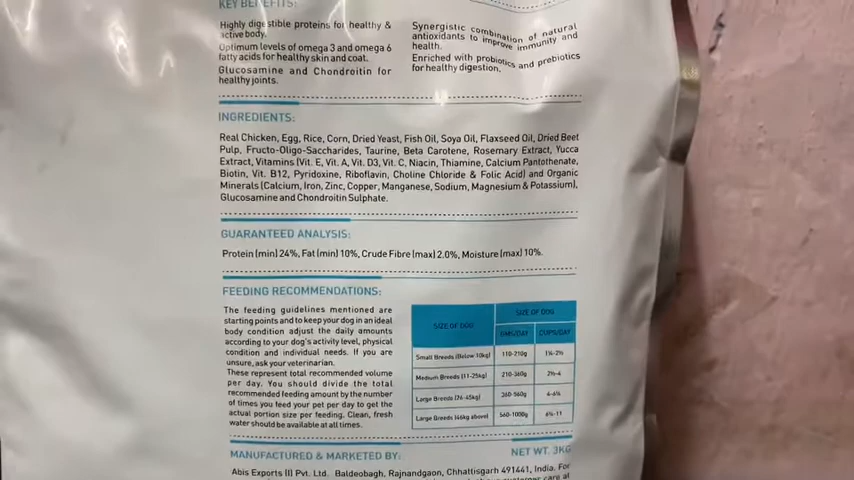 KEY BENEFITS:
Highly digestible proteins for healthy &
active body.
Optimum levels of omega 3 and omega 6
fatty acids for healthy skin and coat.
Glucosamine and Chondroitin for
healthy joints.
Synergistic combination of natural
antioxidants to improve immunity and
health.
Enriched with probiotics and prebiotics
for healthy digestion.
INGREDIENTS:
Real Chicken, Egg, Rice, Corn, Dried Yeast, Fish Oil, Soya Oil, Flaxseed Oil, Dried Beet
Pulp, Fructo-Oligo-Saccharides, Taurine, Beta Carotene, Rosemary Extract, Yucca
Extract, Vitamins (Vit. E, Vit. A, Vit. D3, Vit. C, Niacin, Thiamine, Calcium Pantothenate,
Biotin, Vit. B12, Pyridoxine, Riboflavin, Choline Chloride & Folic Acid) and Organic
Minerals (Calcium, Iron, Zinc, Copper, Manganese, Sodium, Magnesium & Potassium),
Glucosamine and Chondroitin Sulphate.
GUARANTEED ANALYSIS:
Protein (min) 24%, Fat (min) 10%, Crude Fibre (max) 2.0%, Moisture (max) 10%.
FEEDING RECOMMENDATIONS:
The feeding guidelines mentioned are
starting points and to keep your dog in an ideal
body condition adjust the daily amounts
according to your dog's activity level, physical
condition and individual needs. If you are
unsure, ask your veterinarian.
These represent total recommended volume
per day. You should divide the total
recommended feeding amount by the number
of times you feed your pet per day to get the
actual portion size per feeding. Clean, fresh
water should be available at all times.
SIZE OF DOG SIZE OF DOG
GMS/DAY CUPS/DAY
Small Breeds (Below 10kg) 110-210g
Medium Breeds (11-25kg) 210-360g 2½-4
Large Breeds (26-45kg) 360-560g
Large Breeds (46kg above) 560-1000g
MANUFACTURED & MARKETED BY:
NET WT. 3KG
Abis Exports (I) Pvt. Ltd. Baldeobagh, Rajnandgaon, Chhattisgarh 491441, India. For